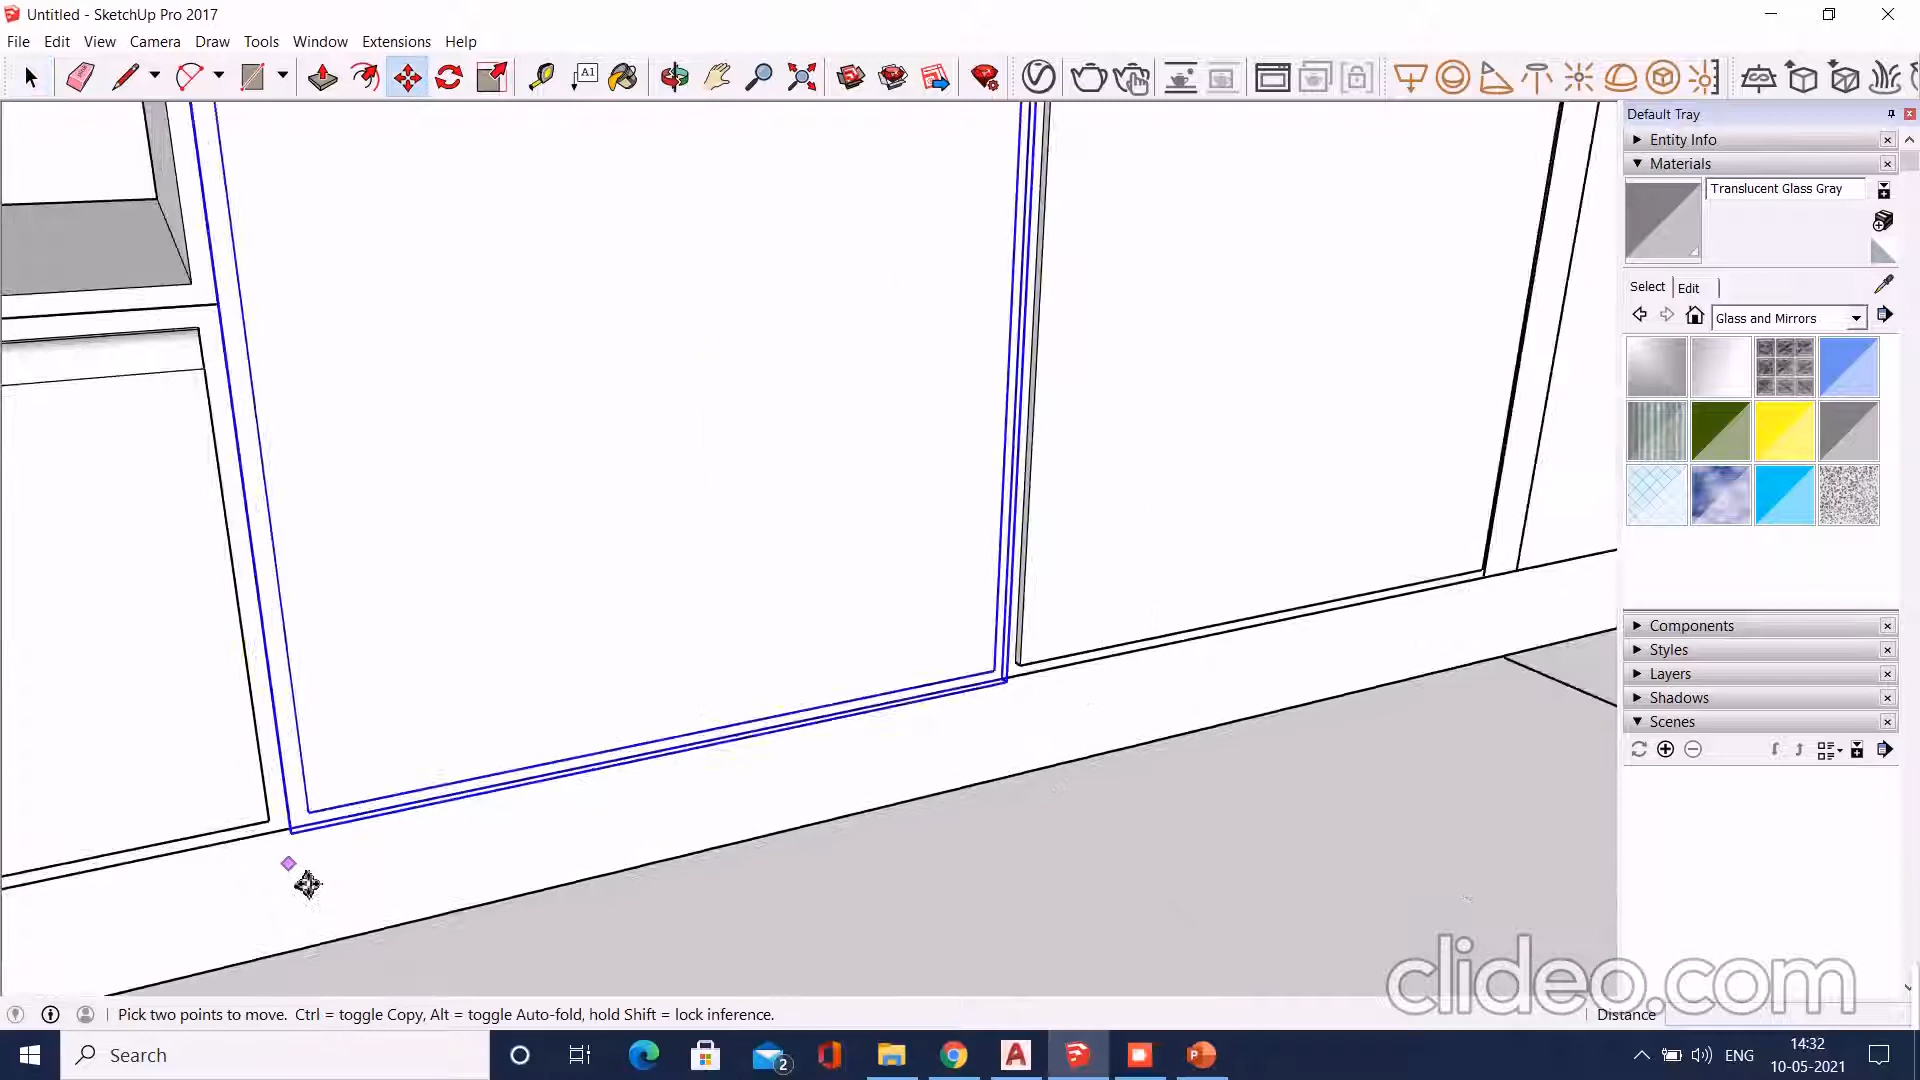 Untitled - SketchUp Pro 2017
File Edit View Camera Draw Tools Window Extensions Help
A1
Default Tray
Entity Info
Materials
Translucent Glass Gray
Select Edit
Glass and Mirrors
Components
Styles
Layers
Shadows
Scenes
clideo.com
Pick two points to move. Ctrl = toggle Copy, Alt = toggle Auto-fold, hold Shift = lock inference.
Distance
Search
2
ENG
14:32
10-05-2021